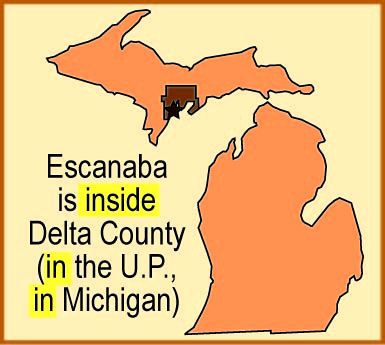 Escanaba
is inside
Delta County
(in the U.P.,
in Michigan)